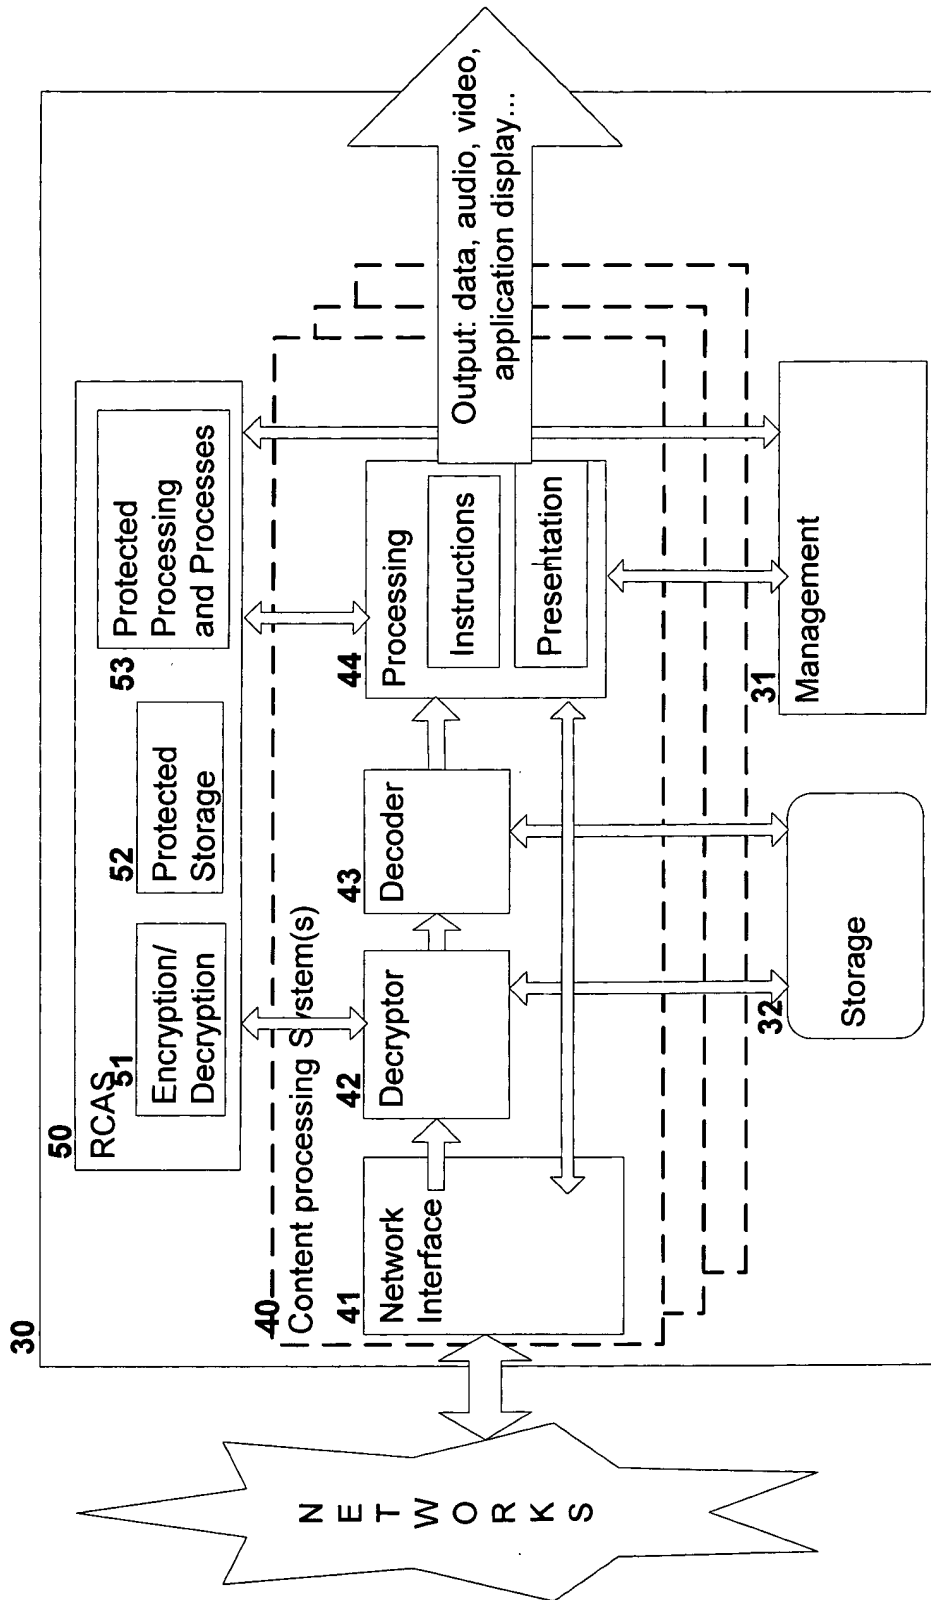 30
50
RCAS
51
Encryption/
Decryption
52
Protected
Storage
53
Protected
Processing
and Processes
40
Content processing System(s)
41
Network
Interface
42
Decryptor
43
Decoder
44
Processing
Instructions
Presentation
Output: data, audio, video,
application display...
32
Storage
31
Management
NETWORKS